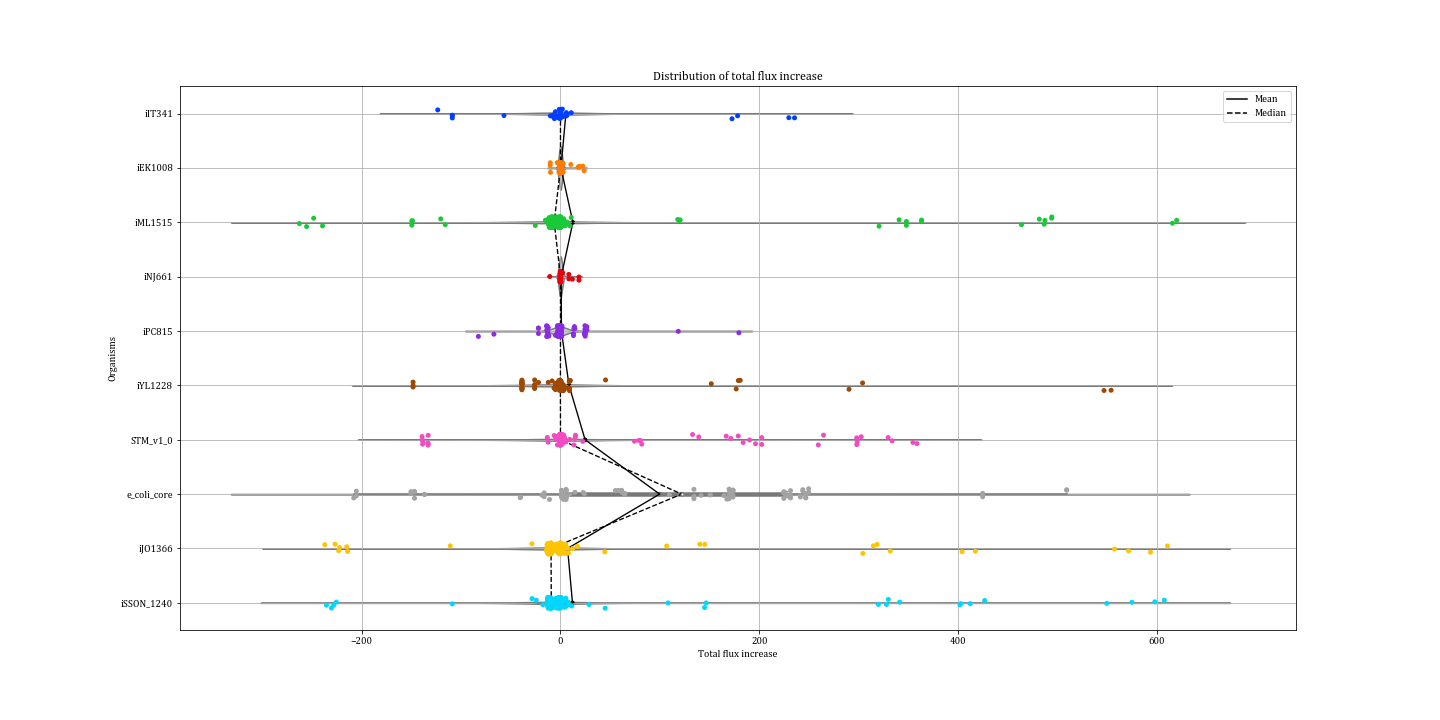 Distribution of total flux increase
Mean
Median
iIT341
iEK1008
iML1515
iNJ661
iPC815
iYL1228
STM_v1_0
e_coli_core
iJO1366
iSSON_1240
Organisms
−200
0
200
400
600
Total flux increase